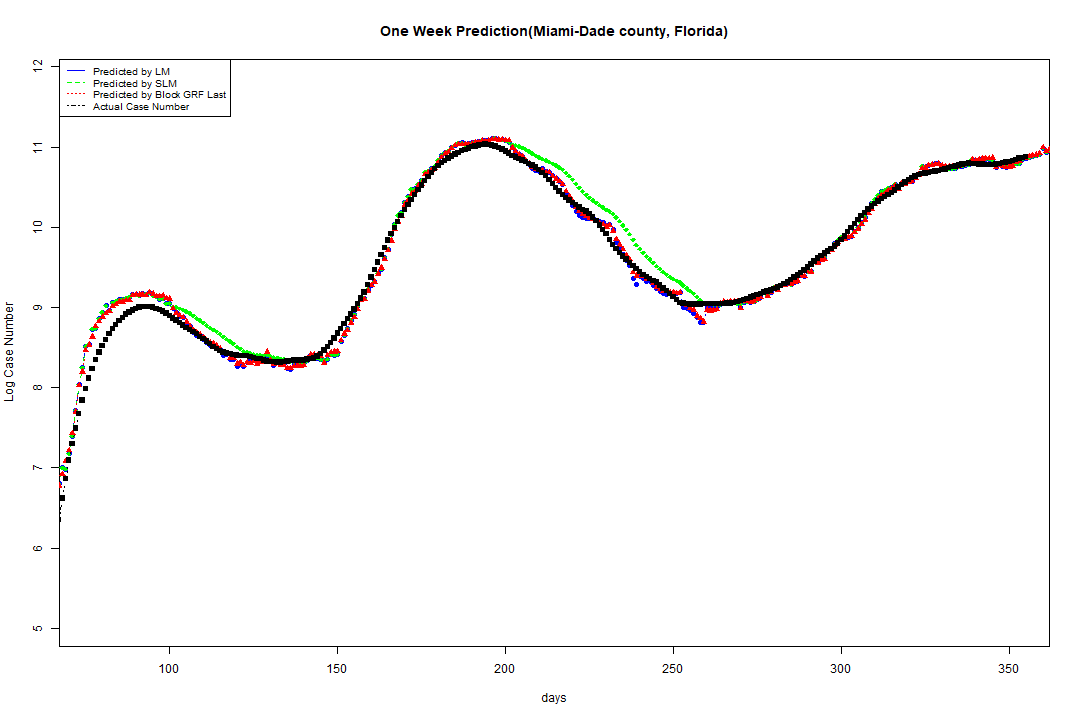 One Week Prediction(Miami-Dade county, Florida)
Predicted by LM
Predicted by SLM
Predicted by Block GRF Last
Actual Case Number
Log Case Number
12
11
10
9
8
7
6
5
100 150 200 250 300 350
days